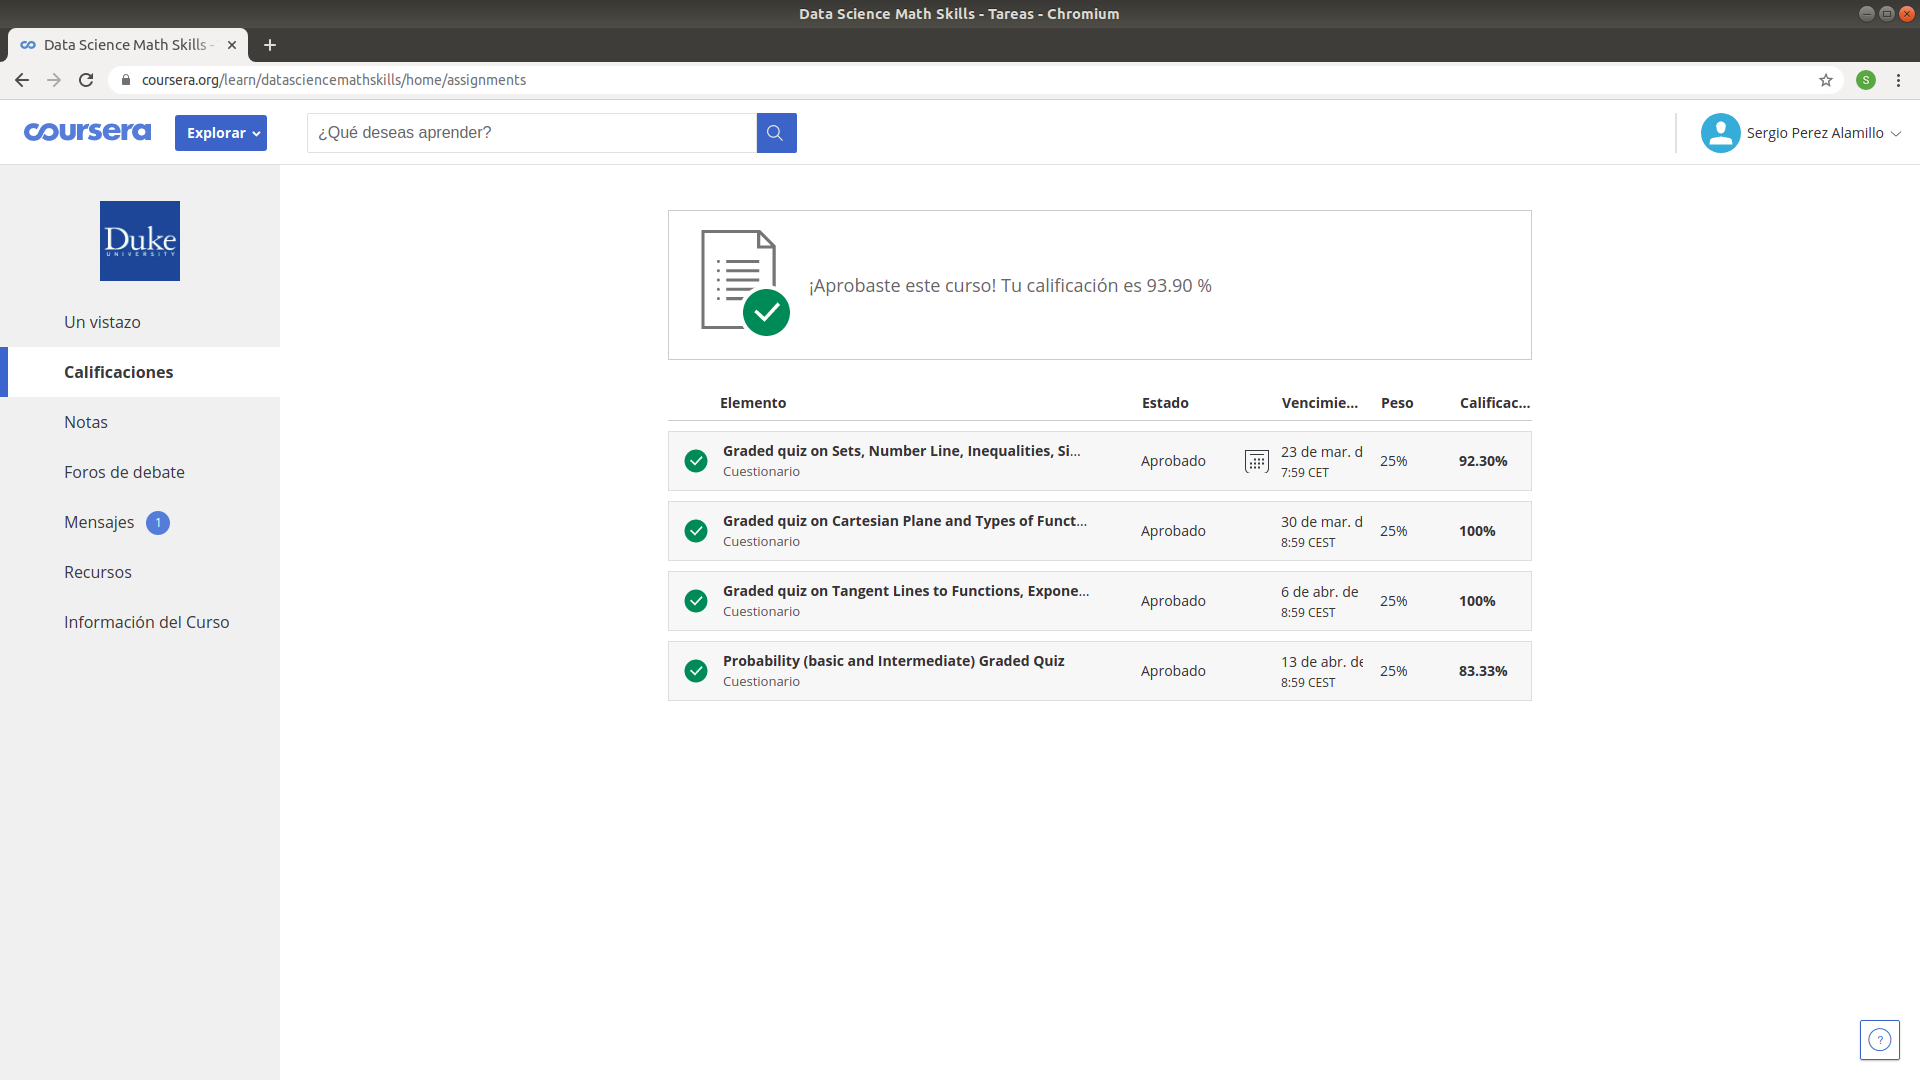 Data Science Math Skills - Tareas - Chromium
Data Science Math Skills -
coursera.org/learn/datasciencemathskills/home/assignments
S
coursera
Explorar
¿Qué deseas aprender?
Sergio Perez Alamillo
Duke
UNIVERSITY
Un vistazo
Calificaciones
Notas
Foros de debate
Mensajes 1
Recursos
Información del Curso
¡Aprobaste este curso! Tu calificación es 93.90 %
Elemento Estado Vencimie... Peso Calificac...
Graded quiz on Sets, Number Line, Inequalities, Si... Aprobado 23 de mar. d 25% 92.30%
Cuestionario 7:59 CET
Graded quiz on Cartesian Plane and Types of Funct... Aprobado 30 de mar. d 25% 100%
Cuestionario 8:59 CEST
Graded quiz on Tangent Lines to Functions, Expone... Aprobado 6 de abr. de 25% 100%
Cuestionario 8:59 CEST
Probability (basic and Intermediate) Graded Quiz Aprobado 13 de abr. de 25% 83.33%
Cuestionario 8:59 CEST
?